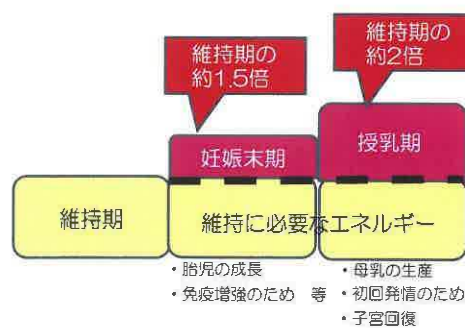 維持期の
約1.5倍
維持期の
約2倍
妊娠末期
授乳期
維持期
維持に必要なエネルギー
・胎児の成長
・免疫増強のため 等
・母乳の生産
・初回発情のため
・子宮回復